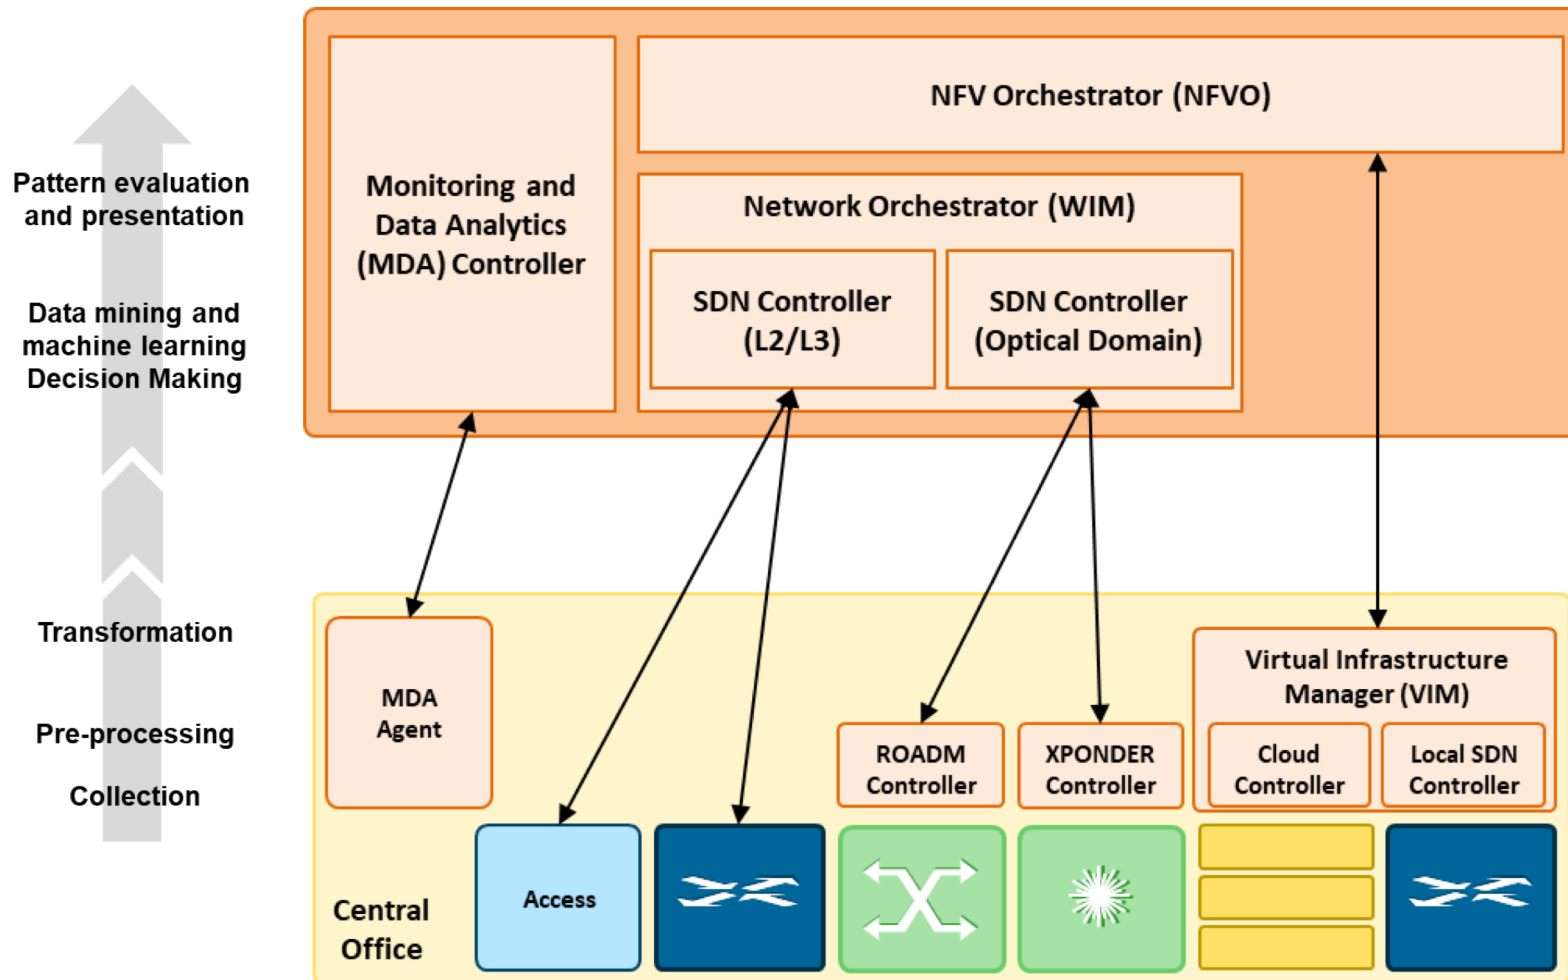 Pattern evaluation
and presentation
Data mining and
machine learning
Decision Making
Transformation
Pre-processing
Collection
Monitoring and
Data Analytics
(MDA) Controller
NFV Orchestrator (NFVO)
Network Orchestrator (WIM)
SDN Controller
(L2/L3)
SDN Controller
(Optical Domain)
MDA
Agent
Virtual Infrastructure
Manager (VIM)
ROADM
Controller
XPONDER
Controller
Cloud
Controller
Local SDN
Controller
Access
Central
Office